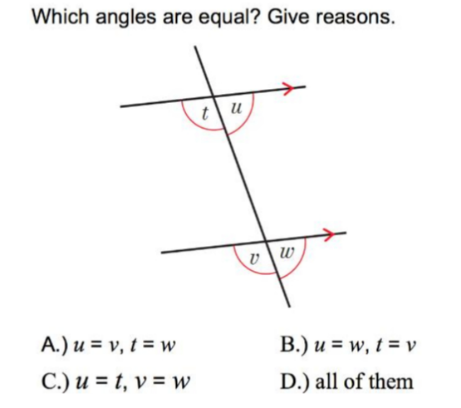 Which angles are equal? Give reasons.
t u
v w
A.) u = v, t = w
B.) u = w, t = v
C.) u = t, v = w
D.) all of them